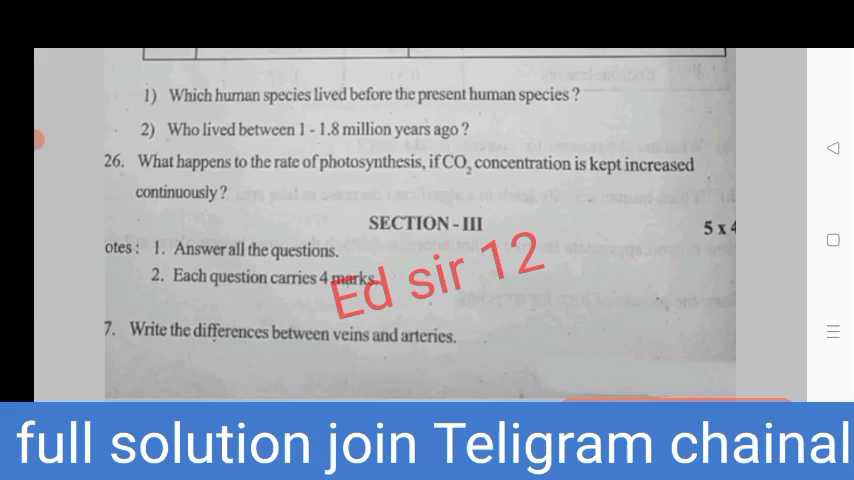 1) Which human species lived before the present human species ?
2) Who lived between 1 - 1.8 million years ago ?
26. What happens to the rate of photosynthesis, if CO₂ concentration is kept increased
continuously ?
SECTION - III
5 x 4
otes : 1. Answer all the questions.
2. Each question carries 4 marks.
Ed sir 12
7. Write the differences between veins and arteries.
full solution join Teligram chainal